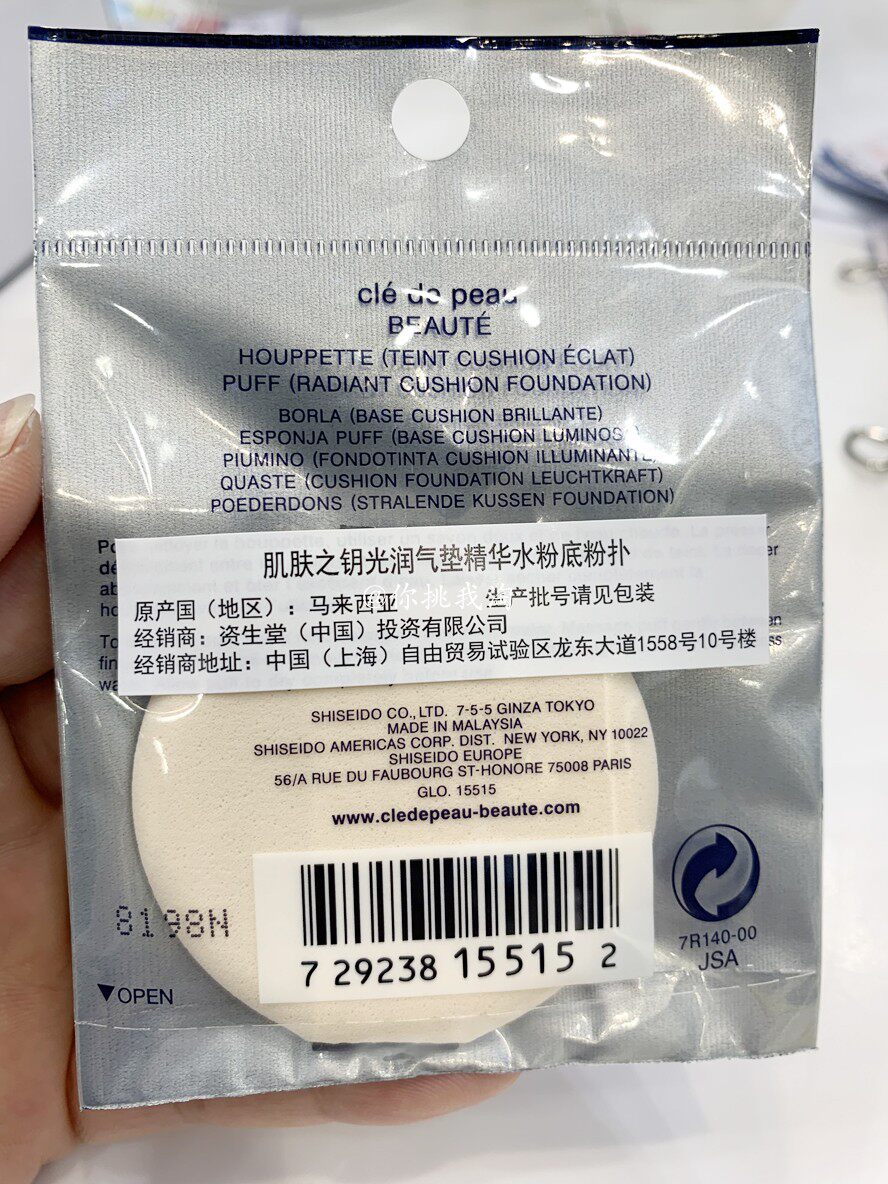 clé de peau
BEAUTÉ
HOUPPETTE (TEINT CUSHION ÉCLAT)
PUFF (RADIANT CUSHION FOUNDATION)
BORLA (BASE CUSHION BRILLANTE)
ESPONJA PUFF (BASE CUSHION
PIUMINO (FONDOTINTA CUSHION ILLUMINANTE)
QUASTE (CUSHION FOUNDATION LEUCHTKRAFT)
POEDERDONS (STRALENDE KUSSEN FOUNDATION)
肌肤之钥光润气垫精华水粉底粉扑
原产国（地区）：马来西亚 生产批号请见包装
@你挑我
经销商：资生堂（中国）投资有限公司
经销商地址：中国（上海）自由贸易试验区龙东大道1558号10号楼
SHISEIDO CO., LTD. 7-5-5 GINZA TOKYO
MADE IN MALAYSIA
SHISEIDO AMERICAS CORP. DIST. NEW YORK, NY 10022
SHISEIDO EUROPE
56/A RUE DU FAUBOURG ST-HONORE 75008 PARIS
GLO. 15515
www.cledepeau-beaute.com
8198N
7 29238 15515 2
7R140-00
JSA
▼OPEN